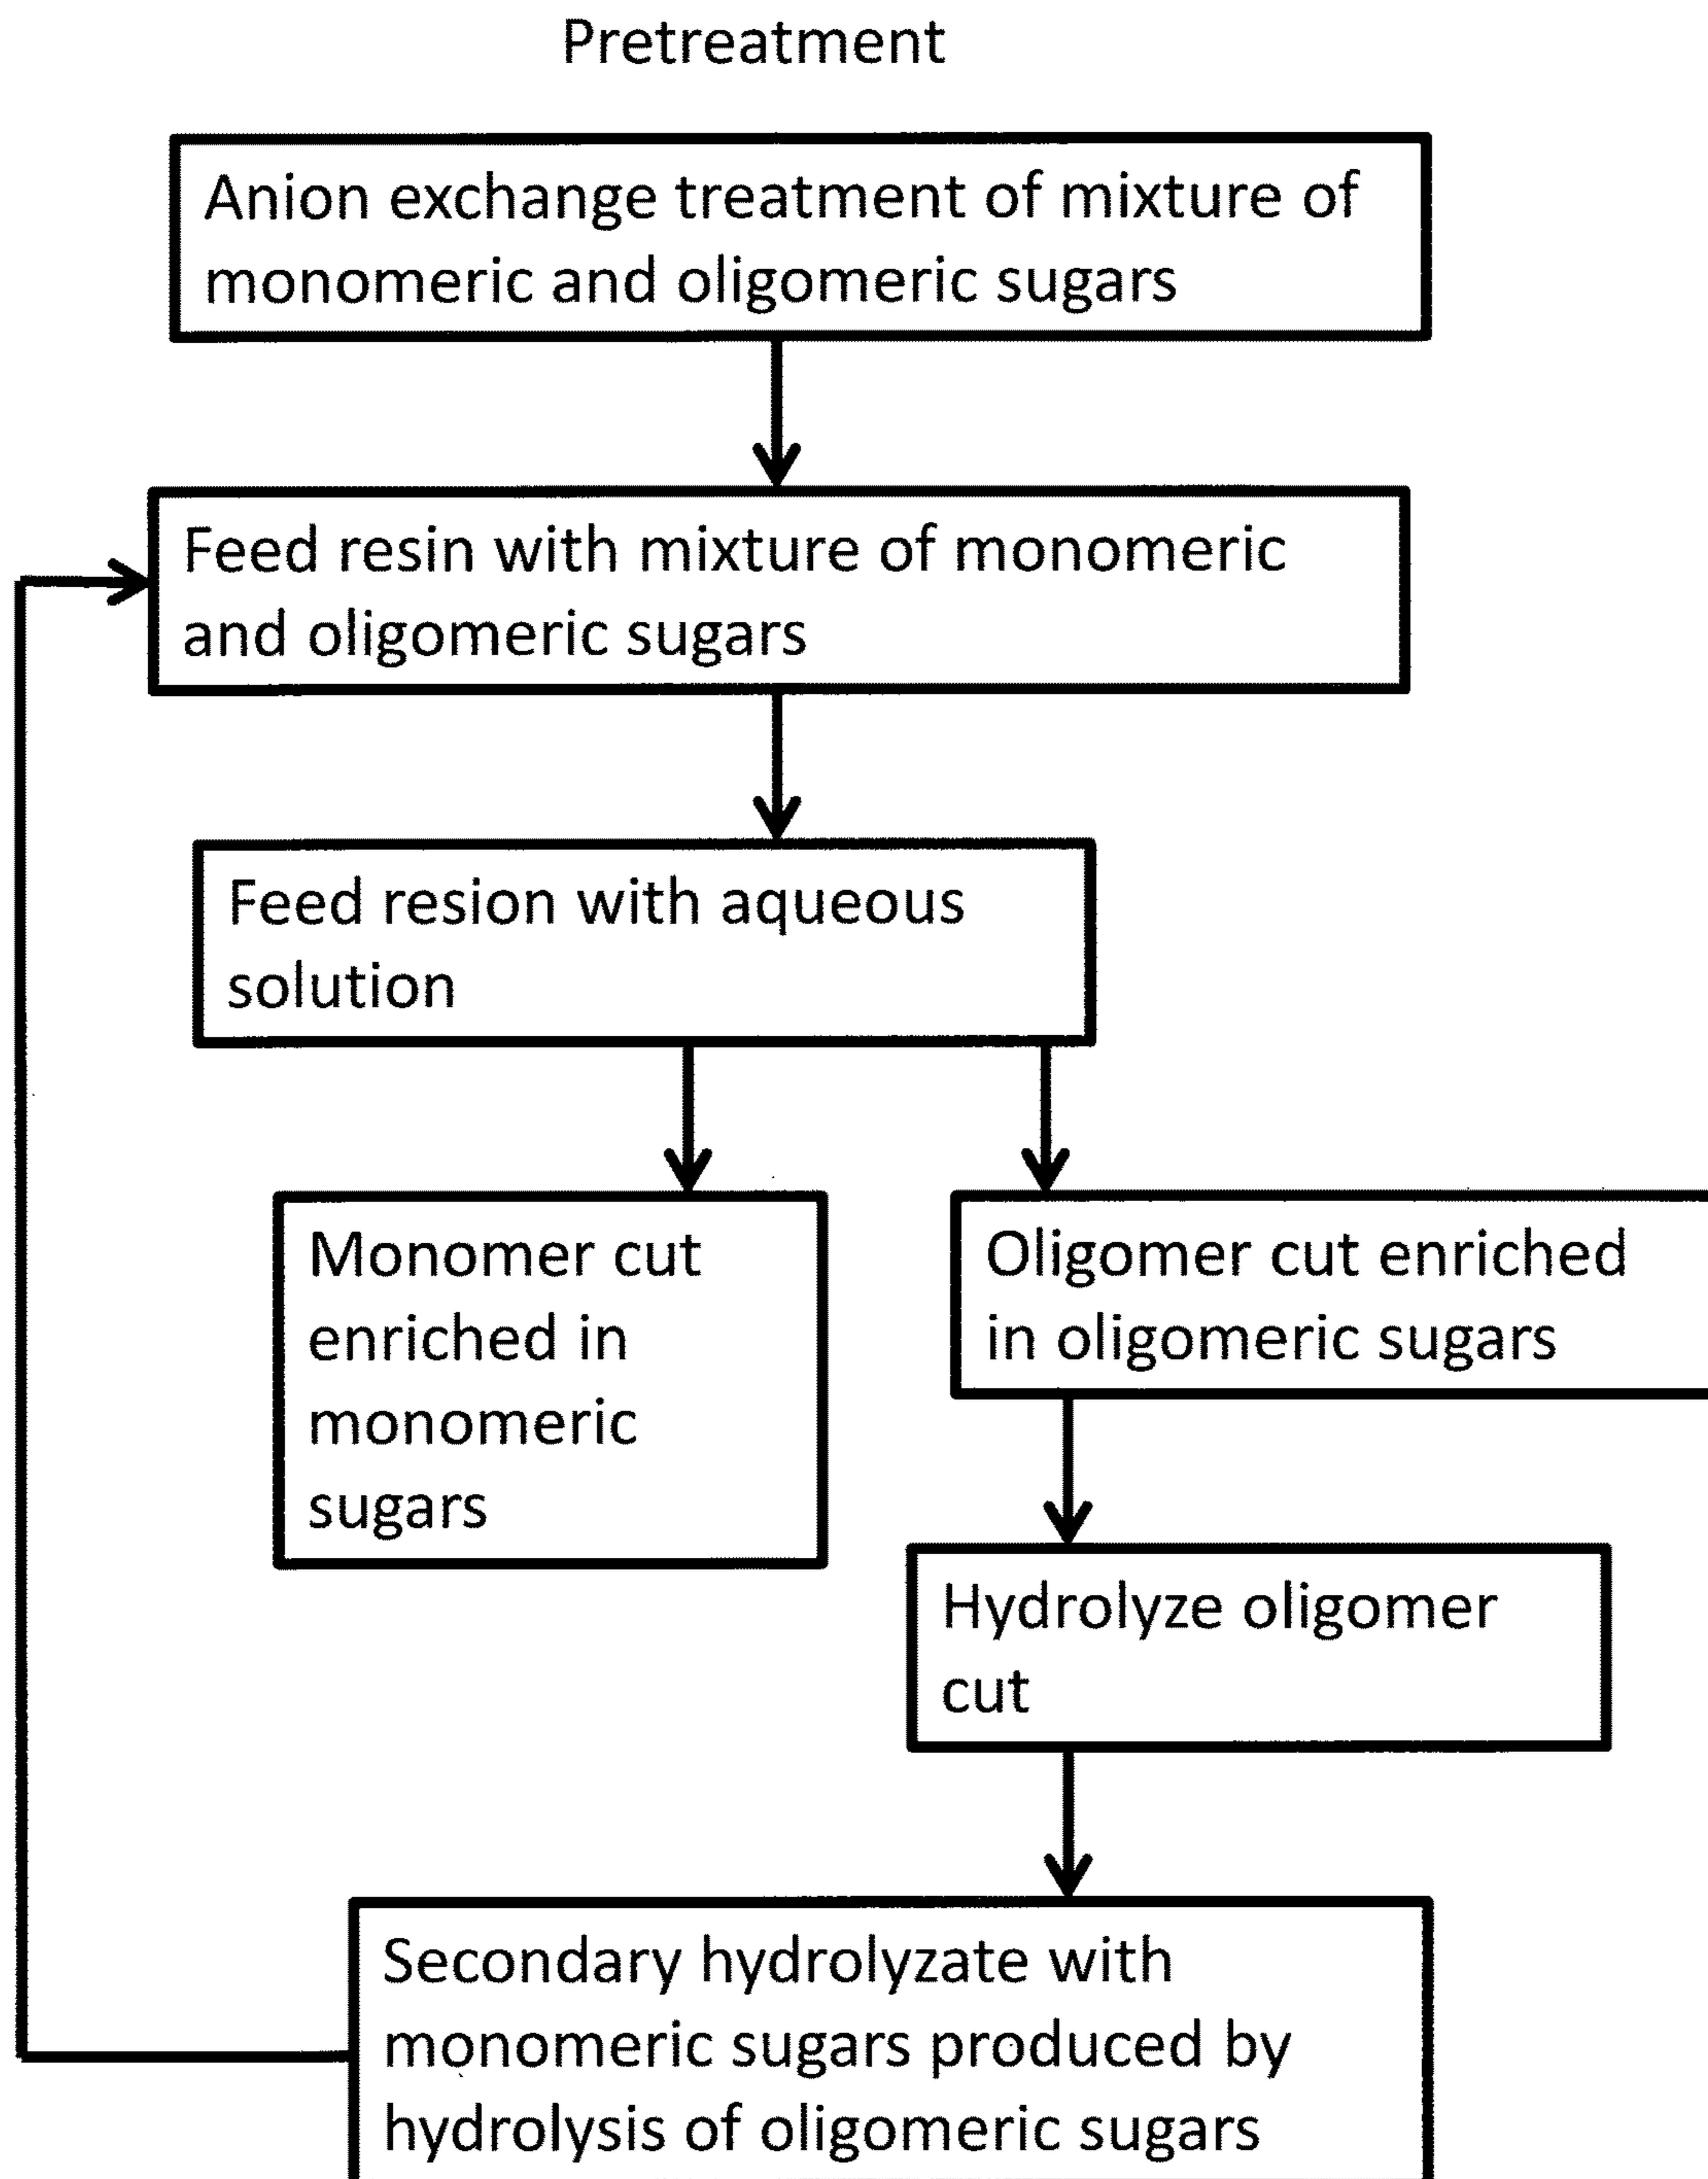 Pretreatment
Anion exchange treatment of mixture of
monomeric and oligomeric sugars
Feed resin with mixture of monomeric
and oligomeric sugars
Feed resion with aqueous
solution
Monomer cut
enriched in
monomeric
sugars
Oligomer cut enriched
in oligomeric sugars
Hydrolyze oligomer
cut
Secondary hydrolyzate with
monomeric sugars produced by
hydrolysis of oligomeric sugars